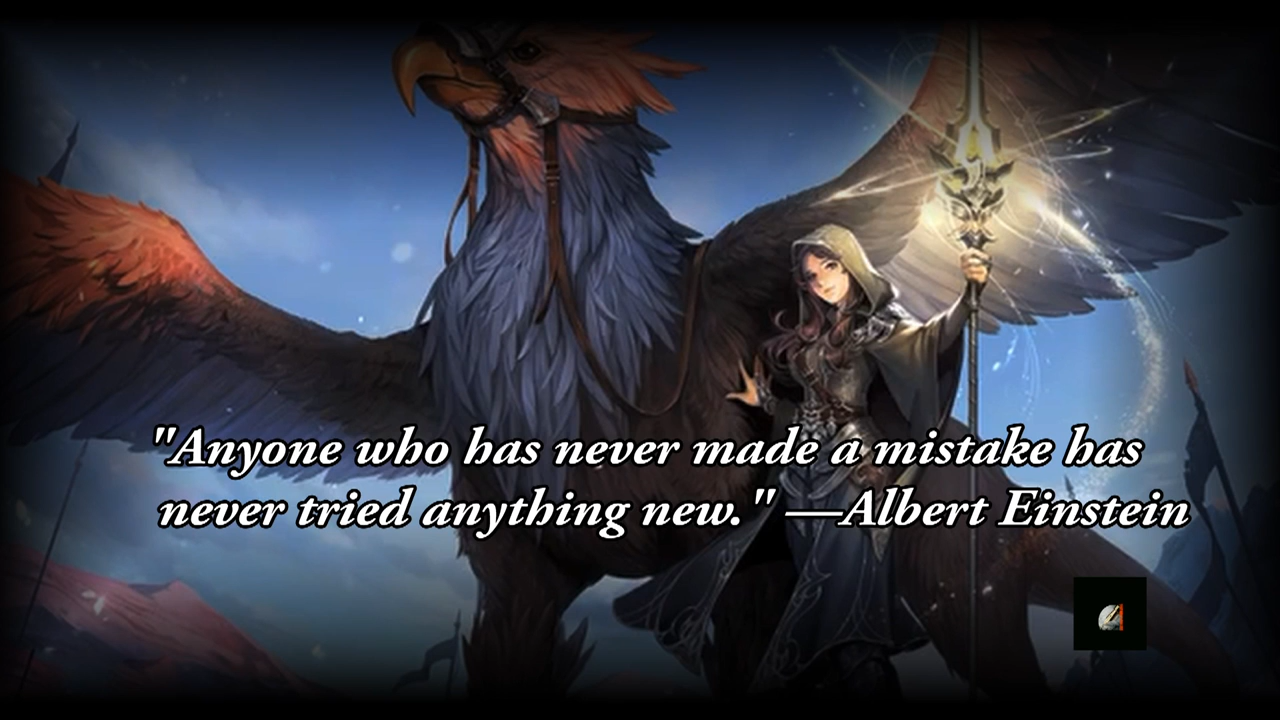 "Anyone who has never made a mistake has
never tried anything new." —Albert Einstein